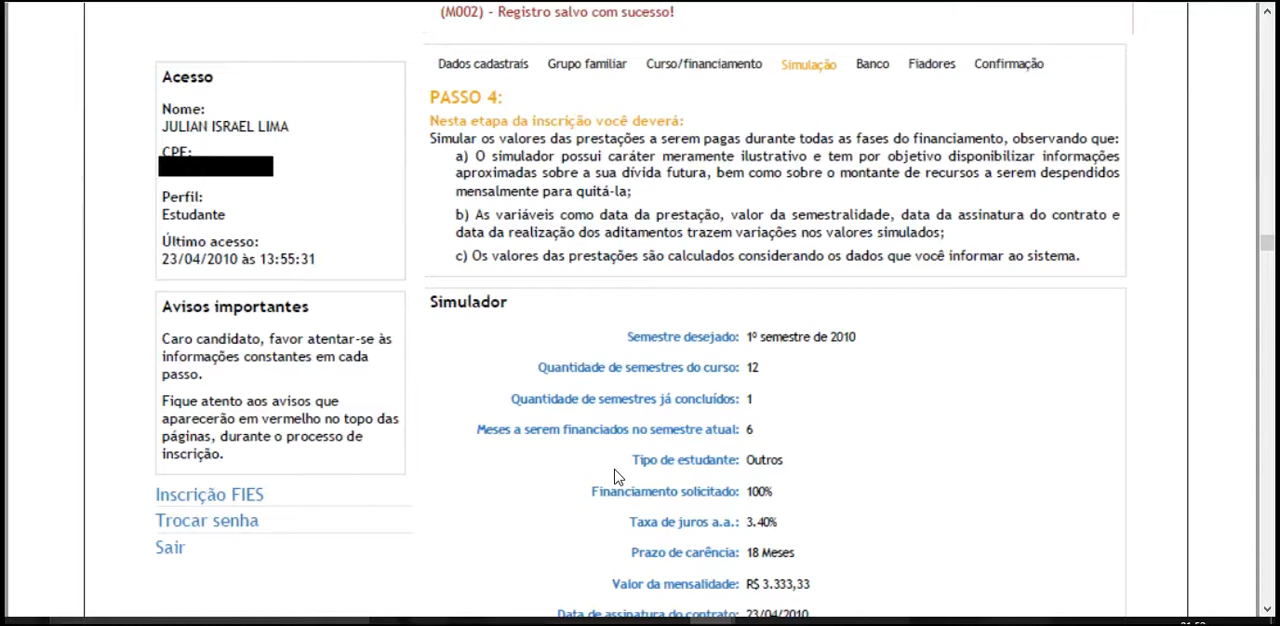 (M002) - Registro salvo com sucesso!
Dados cadastrais Grupo familiar Curso/financiamento Simulação Banco Fiadores Confirmação
PASSO 4:
Nesta etapa da inscrição você deverá:
Simular os valores das prestações a serem pagas durante todas as fases do financiamento, observando que:
a) O simulador possui caráter meramente ilustrativo e tem por objetivo disponibilizar informações
aproximadas sobre a sua dívida futura, bem como sobre o montante de recursos a serem despendidos
mensalmente para quitá-la;
b) As variáveis como data da prestação, valor da semestralidade, data da assinatura do contrato e
data da realização dos aditamentos trazem variações nos valores simulados;
c) Os valores das prestações são calculados considerando os dados que você informar ao sistema.
Acesso
Nome:
JULIAN ISRAEL LIMA
CPF:
Perfil:
Estudante
Último acesso:
23/04/2010 às 13:55:31
Avisos importantes
Caro candidato, favor atentar-se às
informações constantes em cada
passo.
Fique atento aos avisos que
aparecerão em vermelho no topo das
páginas, durante o processo de
inscrição.
Inscrição FIES
Trocar senha
Sair
Simulador
Semestre desejado: 1º semestre de 2010
Quantidade de semestres do curso: 12
Quantidade de semestres já concluídos: 1
Meses a serem financiados no semestre atual: 6
Tipo de estudante: Outros
Financiamento solicitado: 100%
Taxa de juros a.a.: 3.40%
Prazo de carência: 18 Meses
Valor da mensalidade: R$ 3.333,33
Data de assinatura do contrato: 23/04/2010